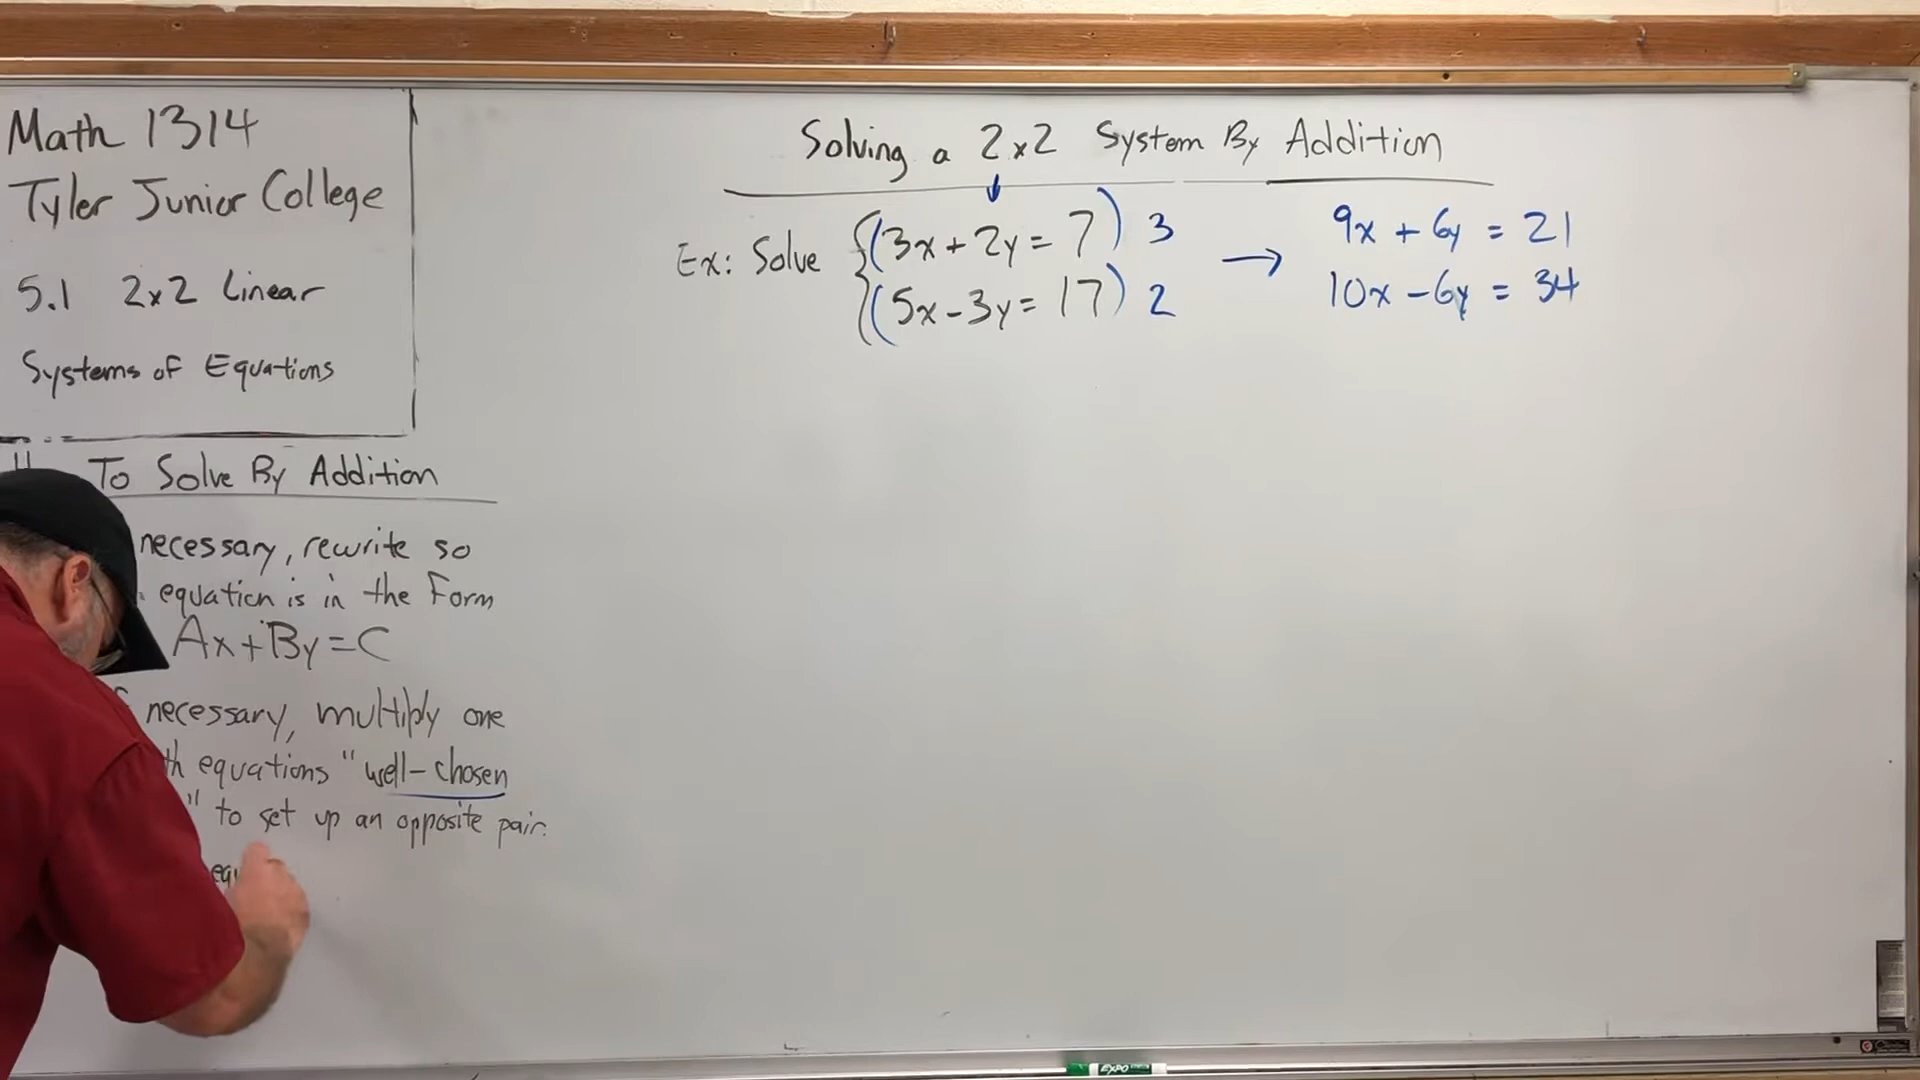 Math 1314
Tyler Junior College
5.1 2x2 Linear
Systems of Equations
To Solve By Addition
necessary, rewrite so
equation is in the Form
Ax+By=C
necessary, multiply one
equations "well-chosen
" to set up an opposite pair.
Solving a 2x2 System By Addition
Ex: Solve {(3x+2y=7) 3 → 9x+6y=21
(5x-3y=17) 2 10x-6y=34
EXPO